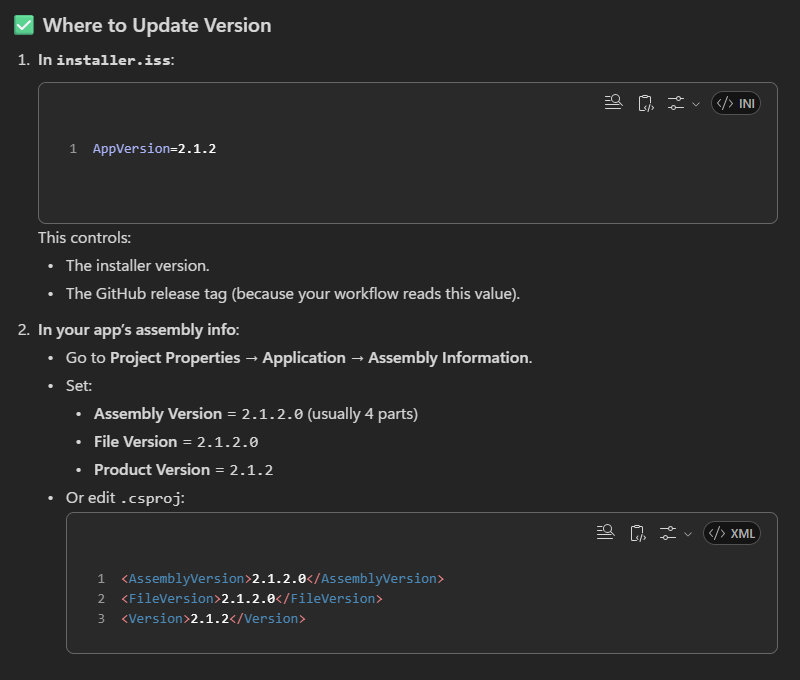 ✅ Where to Update Version
1. In installer.iss:
</> INI
1 AppVersion=2.1.2
This controls:
• The installer version.
• The GitHub release tag (because your workflow reads this value).
2. In your app’s assembly info:
• Go to Project Properties → Application → Assembly Information.
• Set:
• Assembly Version = 2.1.2.0 (usually 4 parts)
• File Version = 2.1.2.0
• Product Version = 2.1.2
• Or edit .csproj:
</> XML
1 <AssemblyVersion>2.1.2.0</AssemblyVersion>
2 <FileVersion>2.1.2.0</FileVersion>
3 <Version>2.1.2</Version>